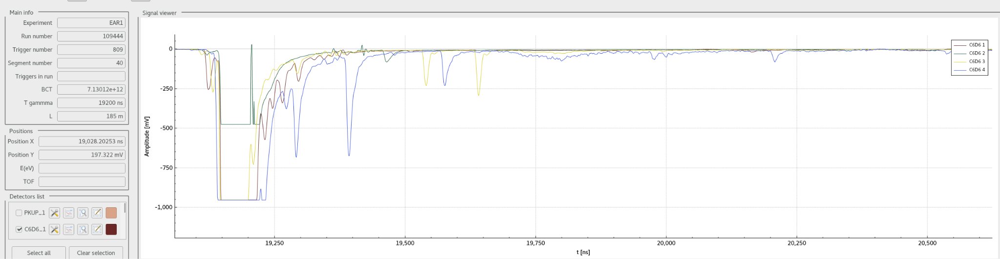 Main info
Experiment EAR1
Run number 109444
Trigger number 809
Segment number 40
Triggers in run
BCT 7.13012e+12
T gammma 19200 ns
L 185 m
Positions
Position X 19,028.20253 ns
Position Y 197.322 mV
E(eV)
TOF
Detectors list
PKUP_1
C6D6_1
Select all Clear selection
Signal viewer
0
-250
-500
-750
-1,000
Amplitude [mV]
19,250 19,500 19,750 20,000 20,250 20,500
t [ns]
C6D6 1
C6D6 2
C6D6 3
C6D6 4